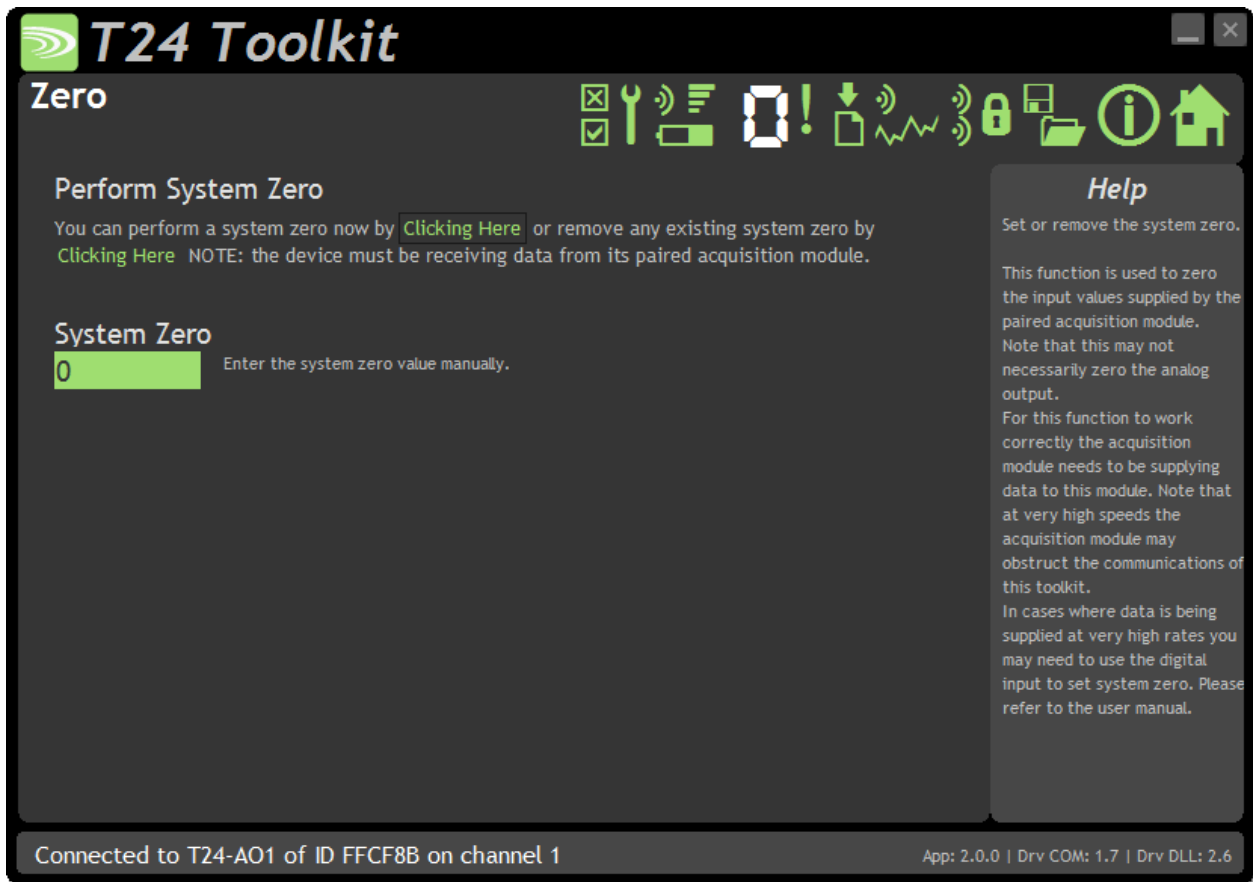 T24 Toolkit
Zero
0!
Perform System Zero
You can perform a system zero now by Clicking Here or remove any existing system zero by
Clicking Here NOTE: the device must be receiving data from its paired acquisition module.
System Zero
0
Enter the system zero value manually.
Help
Set or remove the system zero.
This function is used to zero
the input values supplied by the
paired acquisition module.
Note that this may not
necessarily zero the analog
output.
For this function to work
correctly the acquisition
module needs to be supplying
data to this module. Note that
at very high speeds the
acquisition module may
obstruct the communications of
this toolkit.
In cases where data is being
supplied at very high rates you
may need to use the digital
input to set system zero. Please
refer to the user manual.
Connected to T24-AO1 of ID FFCF8B on channel 1
App: 2.0.0 | Drv COM: 1.7 | Drv DLL: 2.6